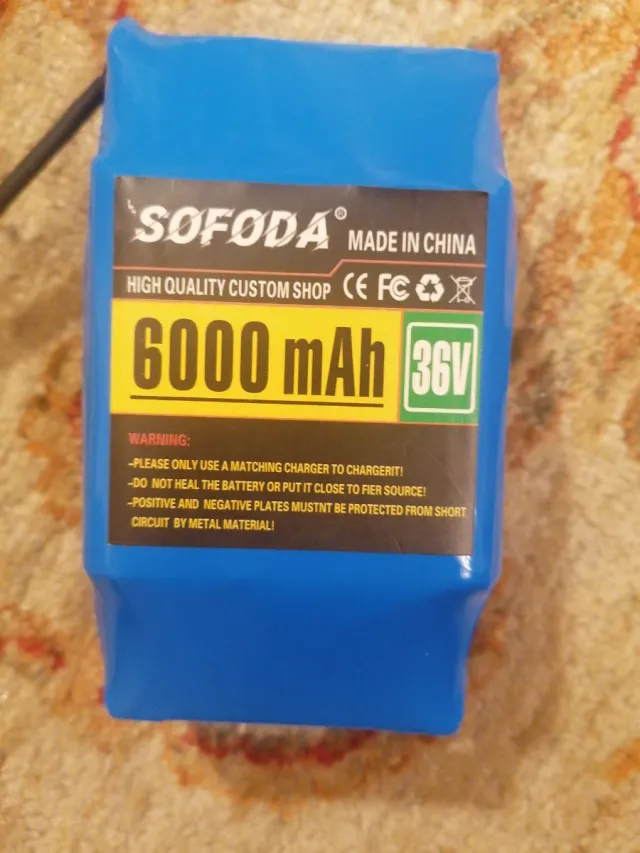 SOFODA® MADE IN CHINA
HIGH QUALITY CUSTOM SHOP CE FC
6000 mAh 36V
WARNING:
-PLEASE ONLY USE A MATCHING CHARGER TO CHARGERIT!
-DO NOT HEAL THE BATTERY OR PUT IT CLOSE TO FIER SOURCE!
-POSITIVE AND NEGATIVE PLATES MUSTNT BE PROTECTED FROM SHORT
CIRCUIT BY METAL MATERIAL!